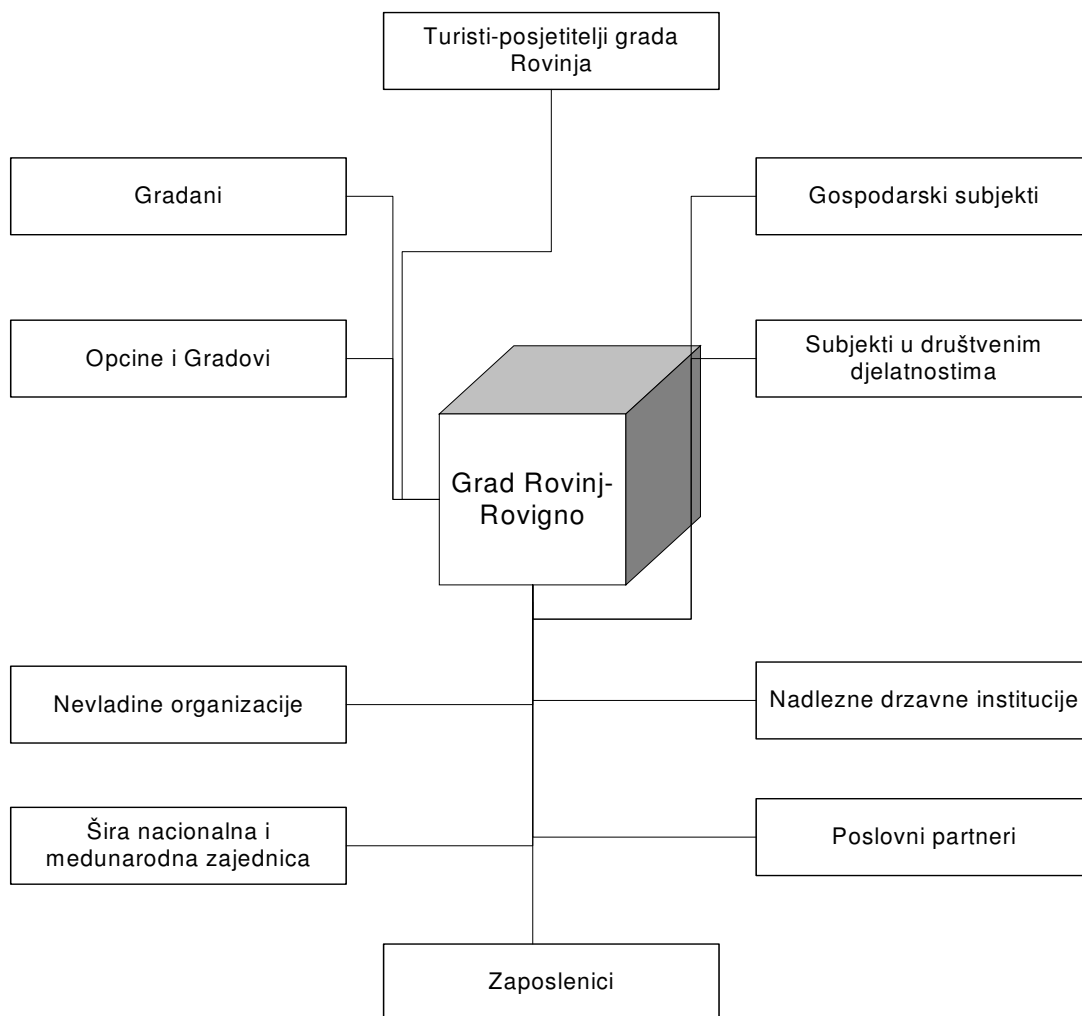 Turisti-posjetitelji grada
Rovinja
Gradani
Gospodarski subjekti
Opcine i Gradovi
Subjekti u društvenim
djelatnostima
Grad Rovinj-
Rovigno
Nevladine organizacije
Nadlezne drzavne institucije
Šira nacionalna i
medunarodna zajednica
Poslovni partneri
Zaposlenici